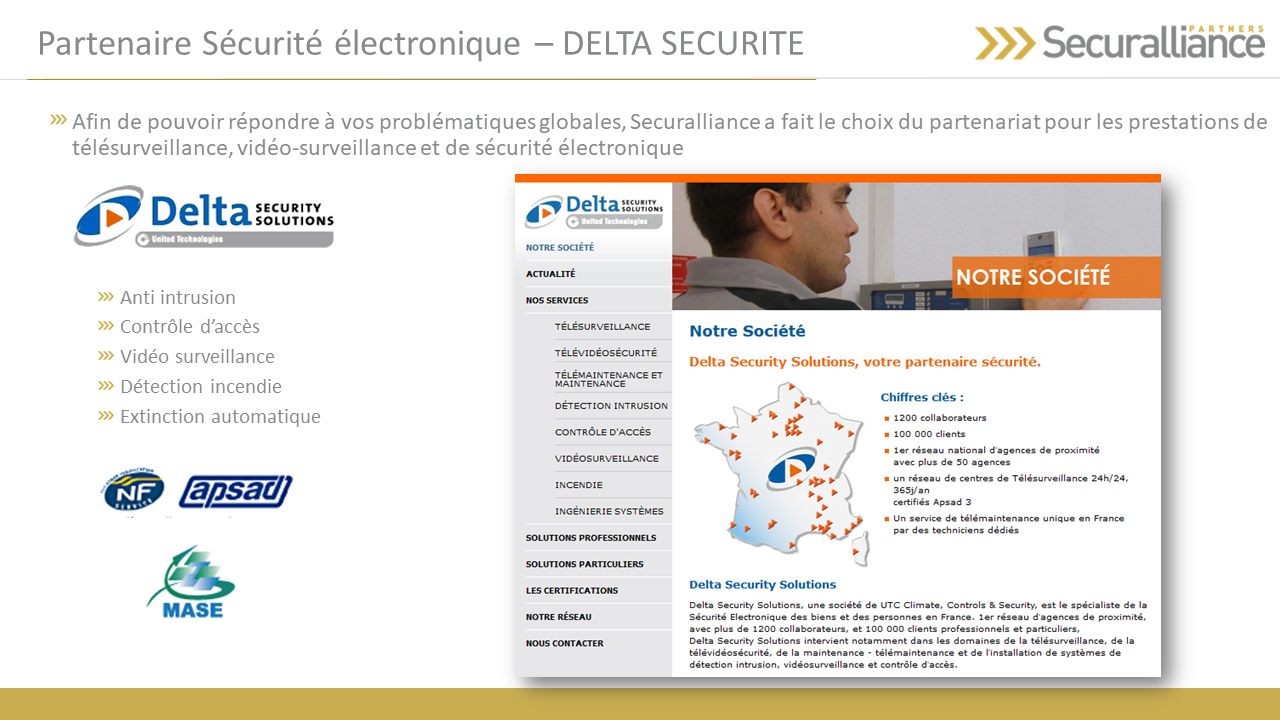 Partenaire Sécurité électronique – DELTA SECURITE
PARTNERS
Securalliance
Afin de pouvoir répondre à vos problématiques globales, Securalliance a fait le choix du partenariat pour les prestations de
télésurveillance, vidéo-surveillance et de sécurité électronique
Delta SECURITY
SOLUTIONS
United Technologies
Anti intrusion
Contrôle d’accès
Vidéo surveillance
Détection incendie
Extinction automatique
NF
SERVICE
apsad
MASE
Delta SECURITY
SOLUTIONS
United Technologies
NOTRE SOCIÉTÉ
ACTUALITÉ
NOS SERVICES
TÉLÉSURVEILLANCE
TÉLÉVIDÉOSÉCURITÉ
TÉLÉMAINTENANCE ET
MAINTENANCE
DÉTECTION INTRUSION
CONTRÔLE D'ACCÈS
VIDÉOSURVEILLANCE
INCENDIE
INGÉNIERIE SYSTÈMES
SOLUTIONS PROFESSIONNELS
SOLUTIONS PARTICULIERS
LES CERTIFICATIONS
NOTRE RÉSEAU
NOUS CONTACTER
NOTRE SOCIÉTÉ
Notre Société
Delta Security Solutions, votre partenaire sécurité.
Chiffres clés :
1200 collaborateurs
100 000 clients
1er réseau national d'agences de proximité
avec plus de 50 agences
un réseau de centres de Télésurveillance 24h/24,
365j/an
certifiés Apsad 3
Un service de télémaintenance unique en France
par des techniciens dédiés
Delta Security Solutions
Delta Security Solutions, une société de UTC Climate, Controls & Security, est le spécialiste de la
Sécurité Electronique des biens et des personnes en France. 1er réseau d'agences de proximité,
avec plus de 1200 collaborateurs, et 100 000 clients professionnels et particuliers,
Delta Security Solutions intervient notamment dans les domaines de la télésurveillance, de la
télévidéosécurité, de la maintenance - télémaintenance et de l'installation de systèmes de
détection intrusion, vidéosurveillance et contrôle d'accès.